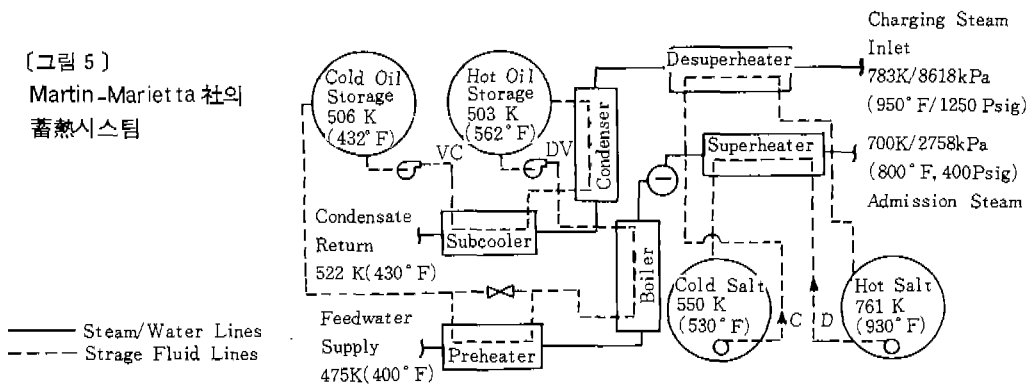 〔그림 5〕
Martin-Marietta 社의
蓄熱시스팀
Cold Oil
Storage
506 K
(432°F)
Hot Oil
Storage
503 K
(562°F)
VC
DV
Condenser
Desuperheater
Charging Steam
Inlet
783K/8618kPa
(950°F/1250 Psig)
Superheater
700K/2758kPa
(800°F, 400Psig)
Admission Steam
Condensate
Return
522 K(430°F)
Subcooler
Boiler
Cold Salt
550 K
(530°F)
C
D
Hot Salt
761 K
(930°F)
Feedwater
Supply
475K(400°F)
Preheater
Steam/Water Lines
Strage Fluid Lines